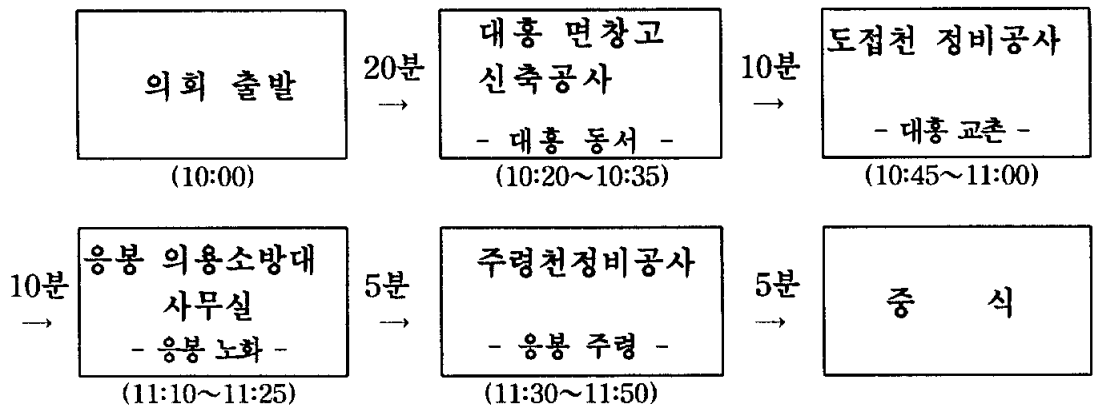 의회 출발
(10:00)
20분
→
대흥 면창고
신축공사
- 대흥 동서 -
(10:20~10:35)
10분
→
도접천 정비공사
- 대흥 교촌 -
(10:45~11:00)
10분
→
응봉 의용소방대
사무실
- 응봉 노화 -
(11:10~11:25)
5분
→
주령천정비공사
- 응봉 주령 -
(11:30~11:50)
5분
→
중 식